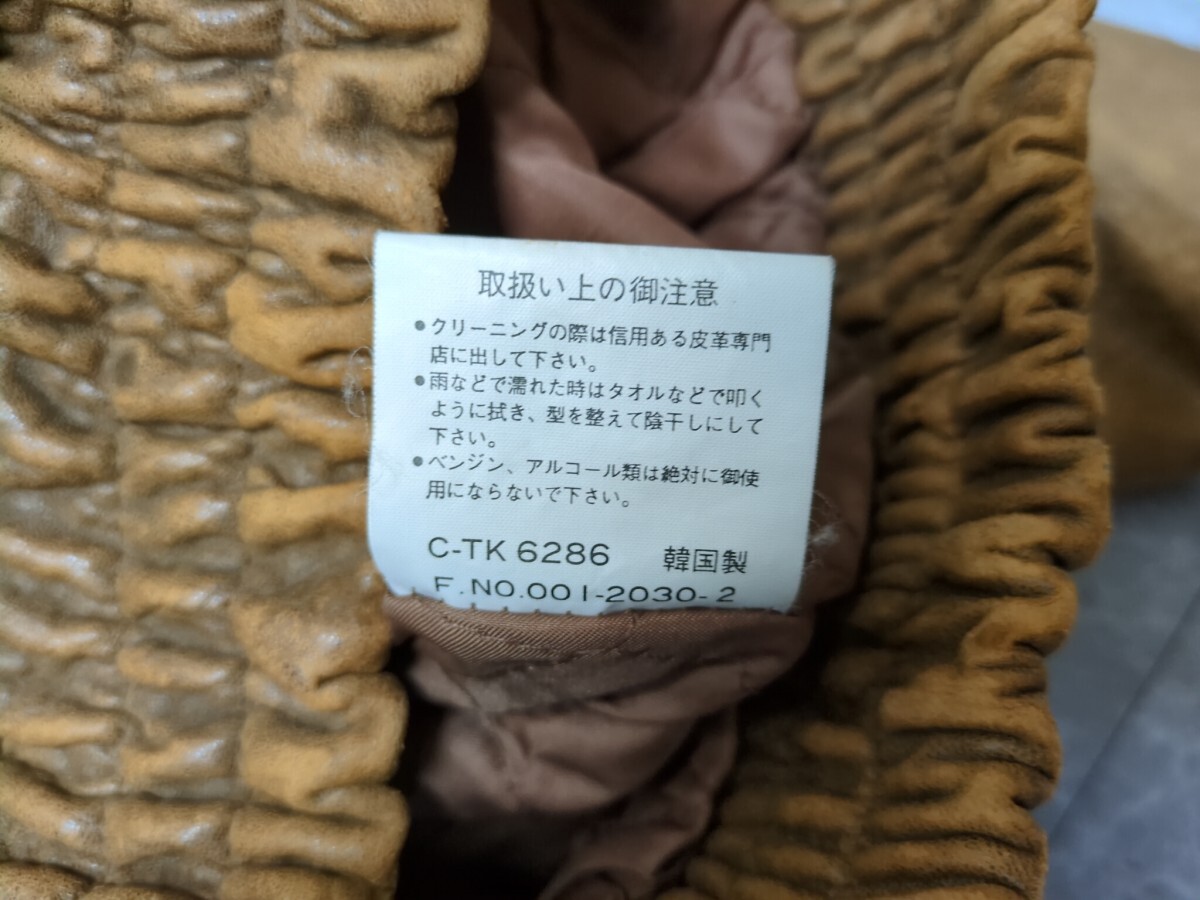 取扱い上の御注意
●クリーニングの際は信用ある皮革専門
店に出して下さい。
●雨などで濡れた時はタオルなどで叩く
ように拭き、型を整えて陰干しにして
下さい。
●ベンジン、アルコール類は絶対に御使
用にならないで下さい。
C-TK 6286 韓国製
F.NO.001-2030-2